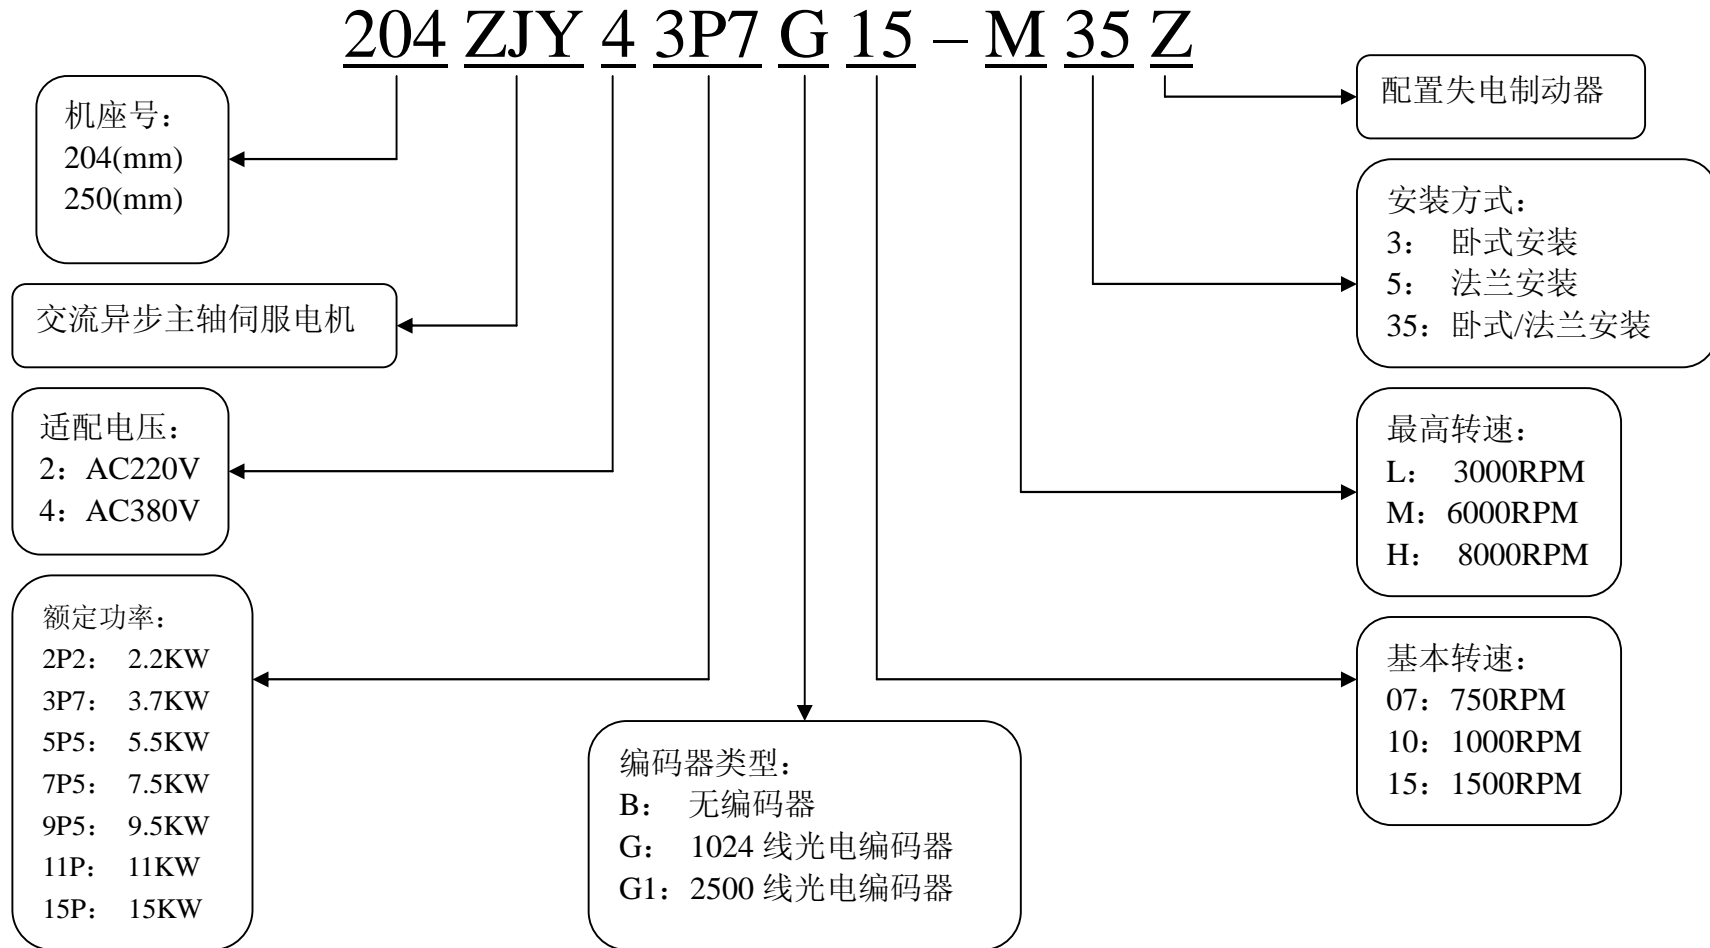 204 ZJY 4 3P7 G 15 – M 35 Z
机座号：
204(mm)
250(mm)
交流异步主轴伺服电机
适配电压：
2： AC220V
4： AC380V
额定功率：
2P2： 2.2KW
3P7： 3.7KW
5P5： 5.5KW
7P5： 7.5KW
9P5： 9.5KW
11P： 11KW
15P： 15KW
编码器类型：
B： 无编码器
G： 1024 线光电编码器
G1： 2500 线光电编码器
配置失电制动器
安装方式：
3： 卧式安装
5： 法兰安装
35： 卧式/法兰安装
最高转速：
L： 3000RPM
M： 6000RPM
H： 8000RPM
基本转速：
07： 750RPM
10： 1000RPM
15： 1500RPM